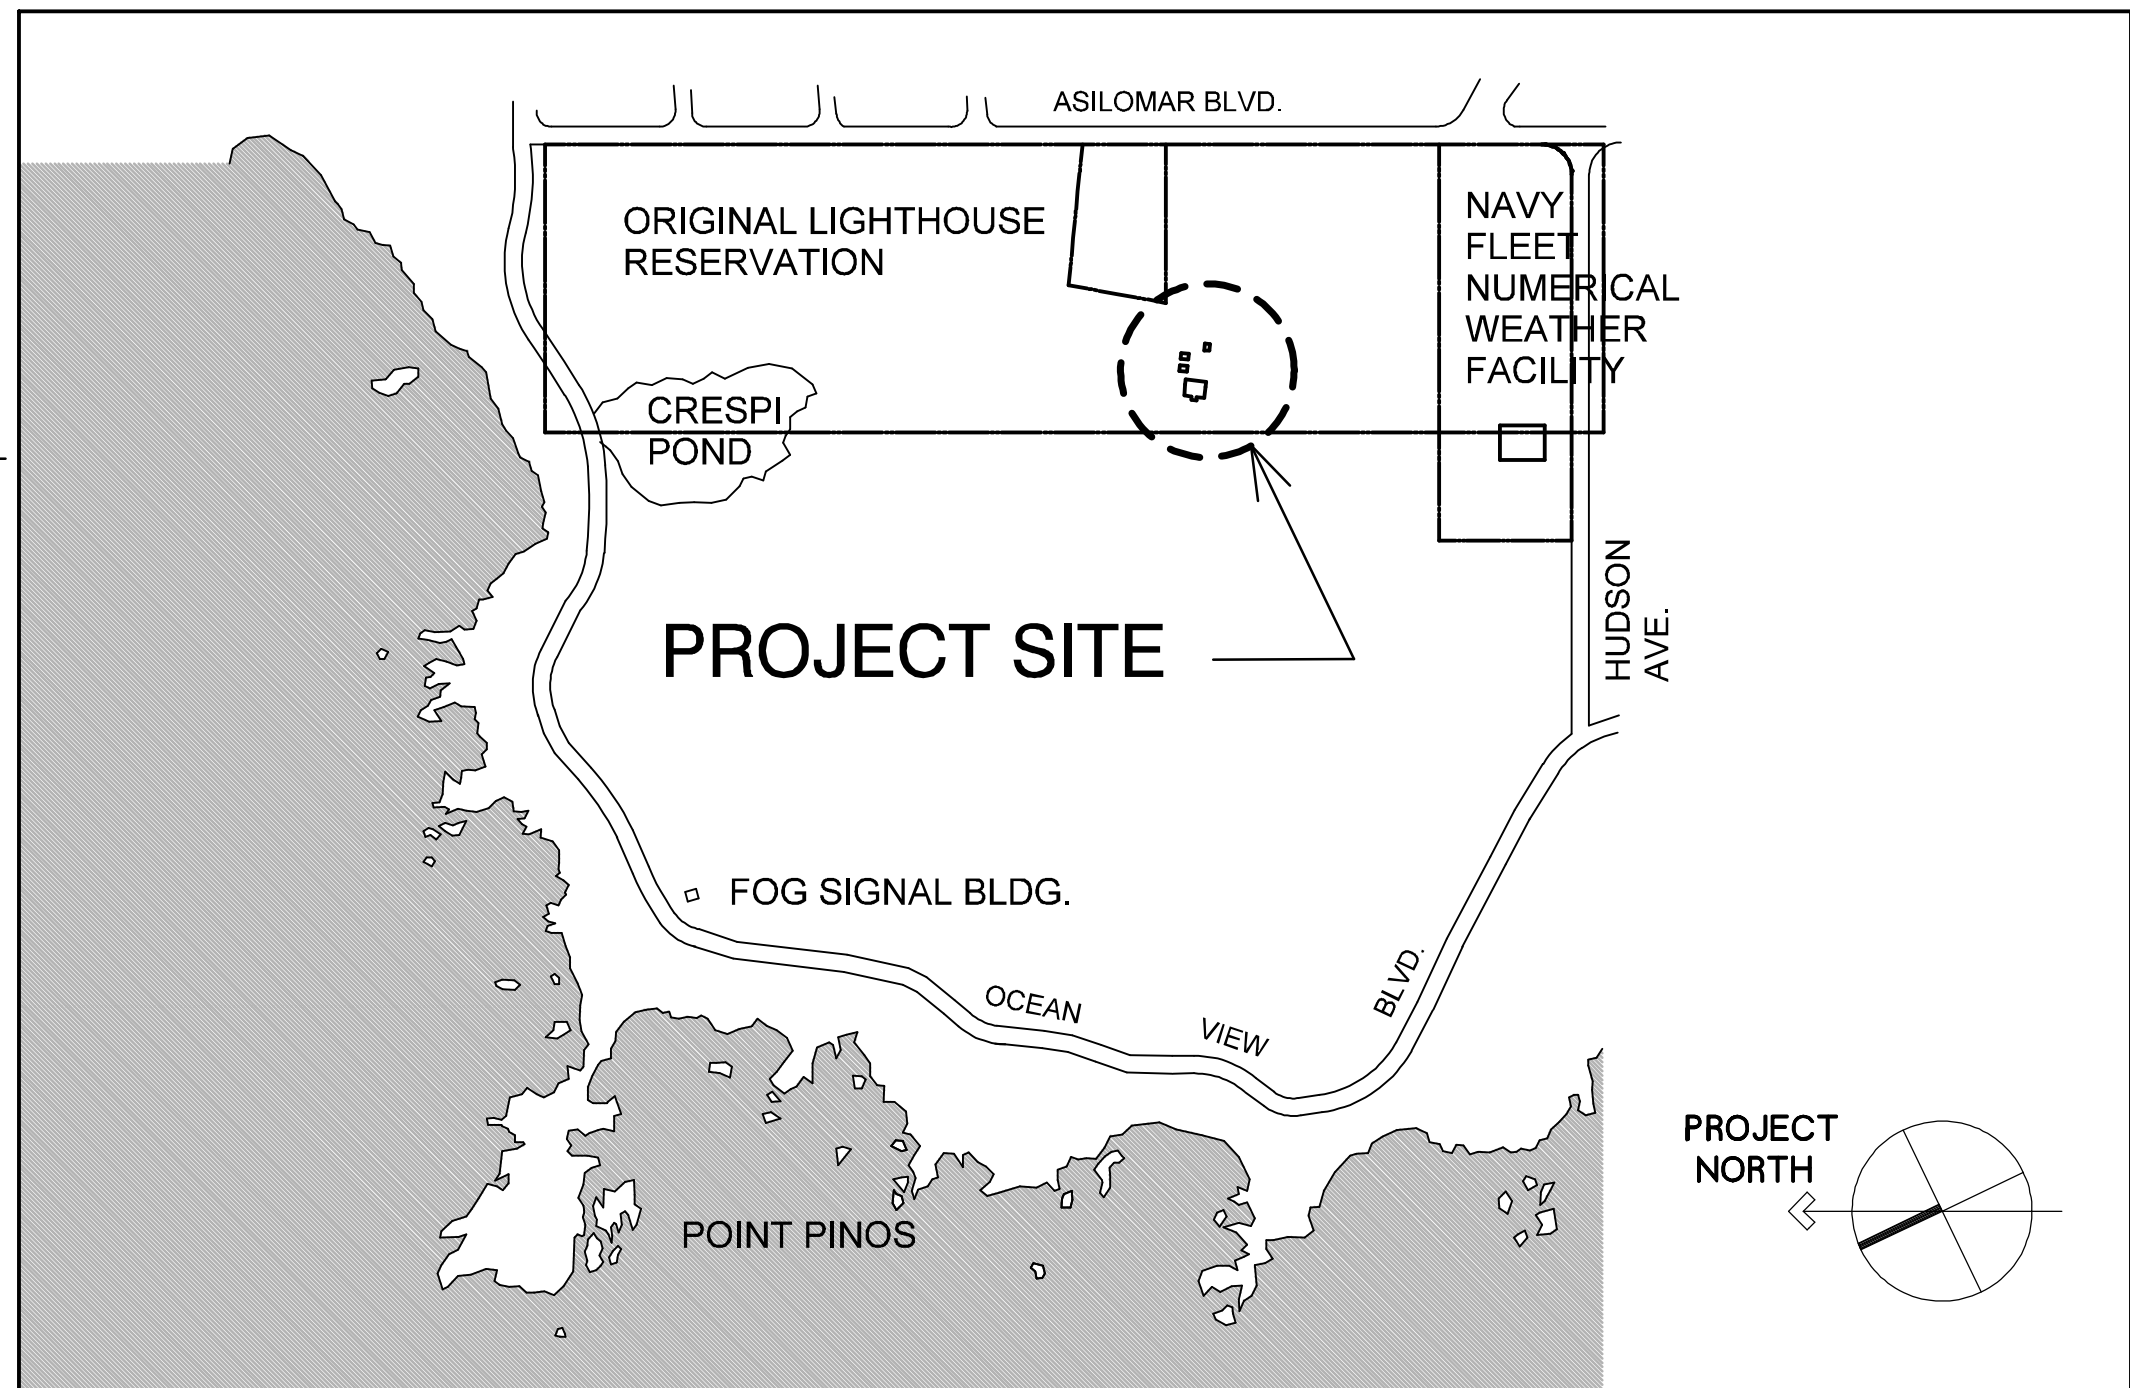 ASILOMAR BLVD.
ORIGINAL LIGHTHOUSE
RESERVATION
NAVY
FLEET
NUMERICAL
WEATHER
FACILITY
CRESPI
POND
HUDSON
AVE.
PROJECT SITE
FOG SIGNAL BLDG.
OCEAN VIEW BLVD.
POINT PINOS
PROJECT
NORTH